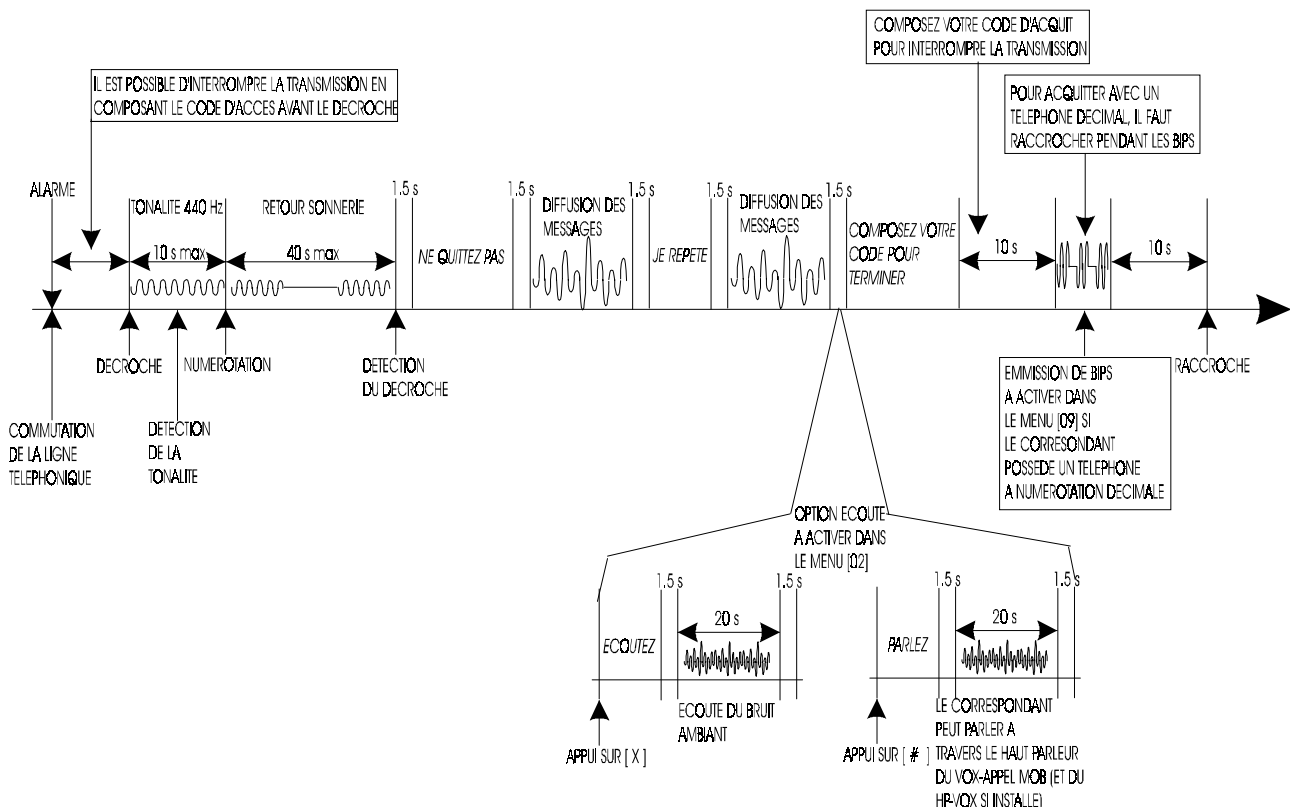 COMPOSEZ VOTRE CODE D'ACQUIT
POUR INTERROMPRE LA TRANSMISSION
IL EST POSSIBLE D'INTERROMPRE LA TRANSMISSION EN
COMPOSANT LE CODE D'ACCES AVANT LE DECROCHE
POUR ACQUITTER AVEC UN
TELEPHONE DECIMAL, IL FAUT
RACCROCHER PENDANT LES BIPS
ALARME
TONALITE 440 Hz
10 s max
RETOUR SONNERIE
40 s max
1.5 s
NE QUITTEZ PAS
1.5 s
DIFFUSION DES
MESSAGES
1.5 s
JE REPETE
1.5 s
DIFFUSION DES
MESSAGES
1.5 s
COMPOSEZ VOTRE
CODE POUR
TERMINER
10 s
10 s
DECROCHE
NUMEROTATION
DETECTION
DU DECROCHE
RACCROCHE
COMMUTATION
DE LA LIGNE
TELEPHONIQUE
DETECTION
DE LA
TONALITE
EMMISSION DE BIPS
A ACTIVER DANS
LE MENU [09] SI
LE CORRESONDANT
POSSEDE UN TELEPHONE
A NUMEROTATION DECIMALE
OPTION ECOUTE
A ACTIVER DANS
LE MENU [02]
1.5 s
1.5 s
ECOUTEZ
20 s
ECOUTE DU BRUIT
AMBIANT
APPUI SUR [ X ]
1.5 s
1.5 s
PARLEZ
20 s
APPUI SUR [ # ]
LE CORRESPONDANT
PEUT PARLER A
TRAVERS LE HAUT PARLEUR
DU VOX-APPEL MOB (ET DU
HP-VOX SI INSTALLE)